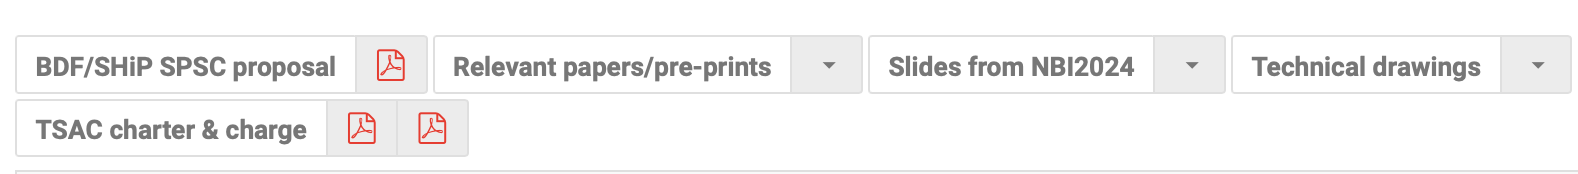 BDF/SHiP SPSC proposal Relevant papers/pre-prints Slides from NBI2024 Technical drawings
TSAC charter & charge